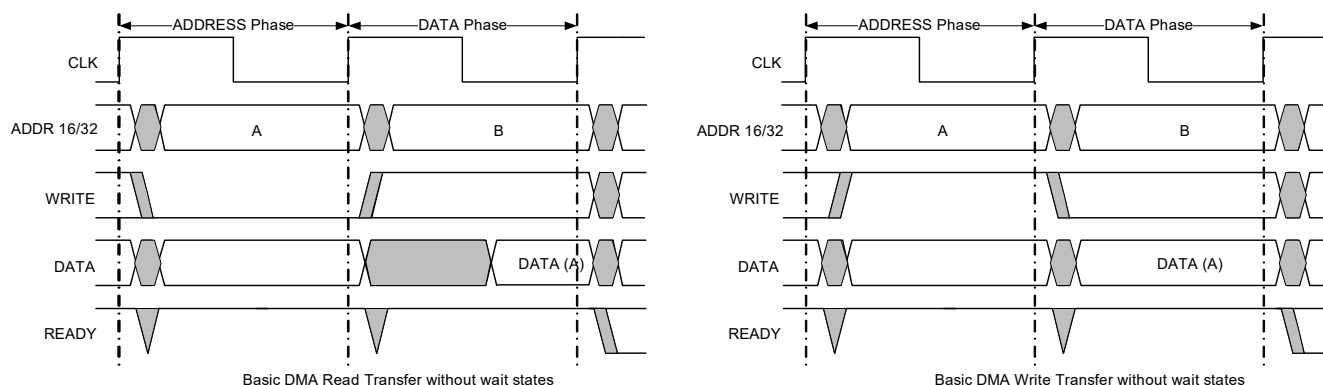 ADDRESS Phase DATA Phase
CLK
ADDR 16/32 A B
WRITE
DATA DATA (A)
READY
Basic DMA Read Transfer without wait states
ADDRESS Phase DATA Phase
CLK
ADDR 16/32 A B
WRITE
DATA DATA (A)
READY
Basic DMA Write Transfer without wait states